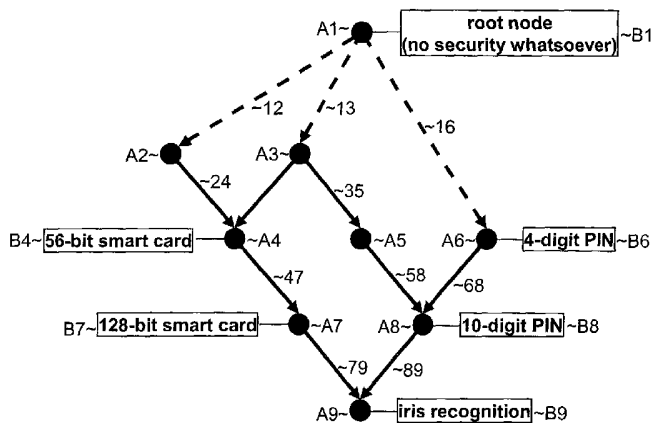 A1~ root node ~B1
(no security whatsoever)
~12 ~13 ~16
A2~ A3~
~24 ~35
B4~ 56-bit smart card ~A4 ~A5 A6~ 4-digit PIN ~B6
~47 ~58 ~68
B7~ 128-bit smart card ~A7 A8~ 10-digit PIN ~B8
~79 ~89
A9~ iris recognition ~B9